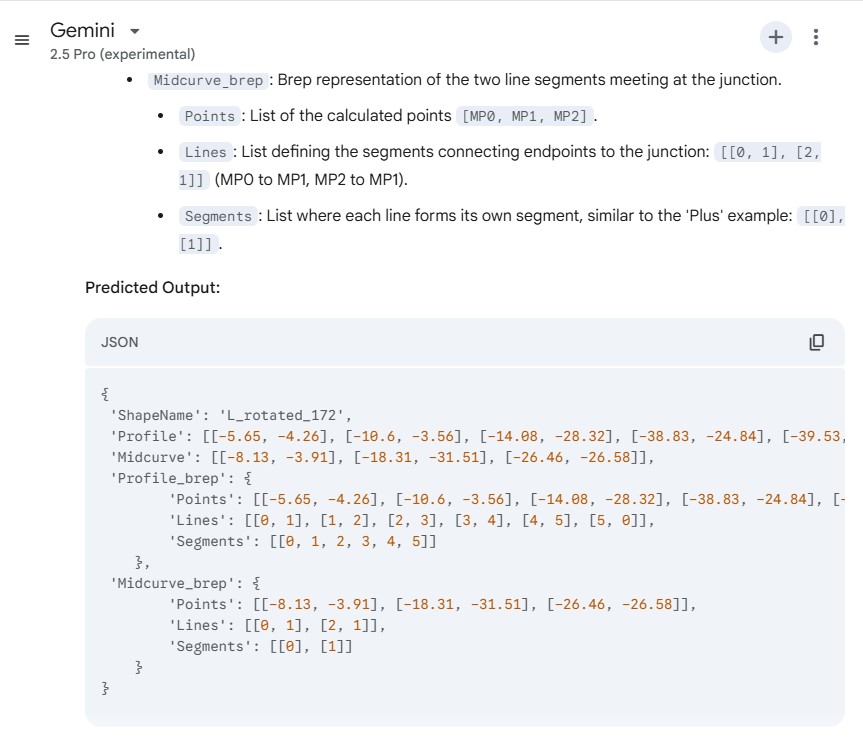 Gemini
2.5 Pro (experimental)
Midcurve_brep : Brep representation of the two line segments meeting at the junction.
Points : List of the calculated points [MP0, MP1, MP2] .
Lines : List defining the segments connecting endpoints to the junction: [[0, 1], [2,
1]] (MP0 to MP1, MP2 to MP1).
Segments : List where each line forms its own segment, similar to the 'Plus' example: [[0],
[1]] .
Predicted Output:
JSON
{
'ShapeName': 'L_rotated_172',
'Profile': [[-5.65, -4.26], [-10.6, -3.56], [-14.08, -28.32], [-38.83, -24.84], [-39.53,
'Midcurve': [[-8.13, -3.91], [-18.31, -31.51], [-26.46, -26.58]],
'Profile_brep': {
'Points': [[-5.65, -4.26], [-10.6, -3.56], [-14.08, -28.32], [-38.83, -24.84], [-
'Lines': [[0, 1], [1, 2], [2, 3], [3, 4], [4, 5], [5, 0]],
'Segments': [[0, 1, 2, 3, 4, 5]]
},
'Midcurve_brep': {
'Points': [[-8.13, -3.91], [-18.31, -31.51], [-26.46, -26.58]],
'Lines': [[0, 1], [2, 1]],
'Segments': [[0], [1]]
}
}